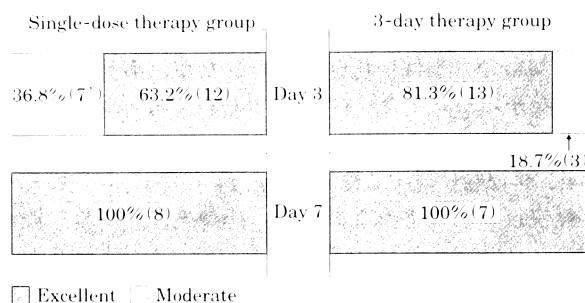 Single-dose therapy group 3-day therapy group
36.8%(7) 63.2%(12) Day 3 81.3%(13)
18.7%(3)
100%(8) Day 7 100%(7)
Excellent Moderate